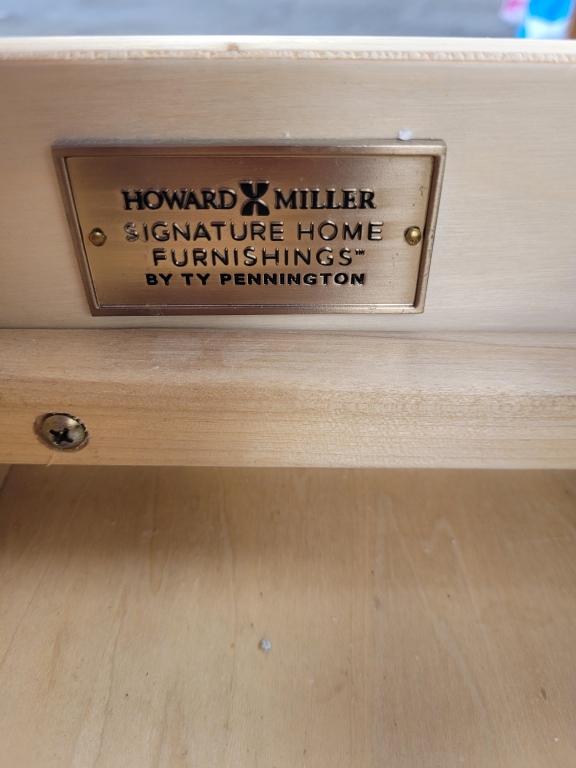 HOWARD MILLER
SIGNATURE HOME
FURNISHINGS™
BY TY PENNINGTON